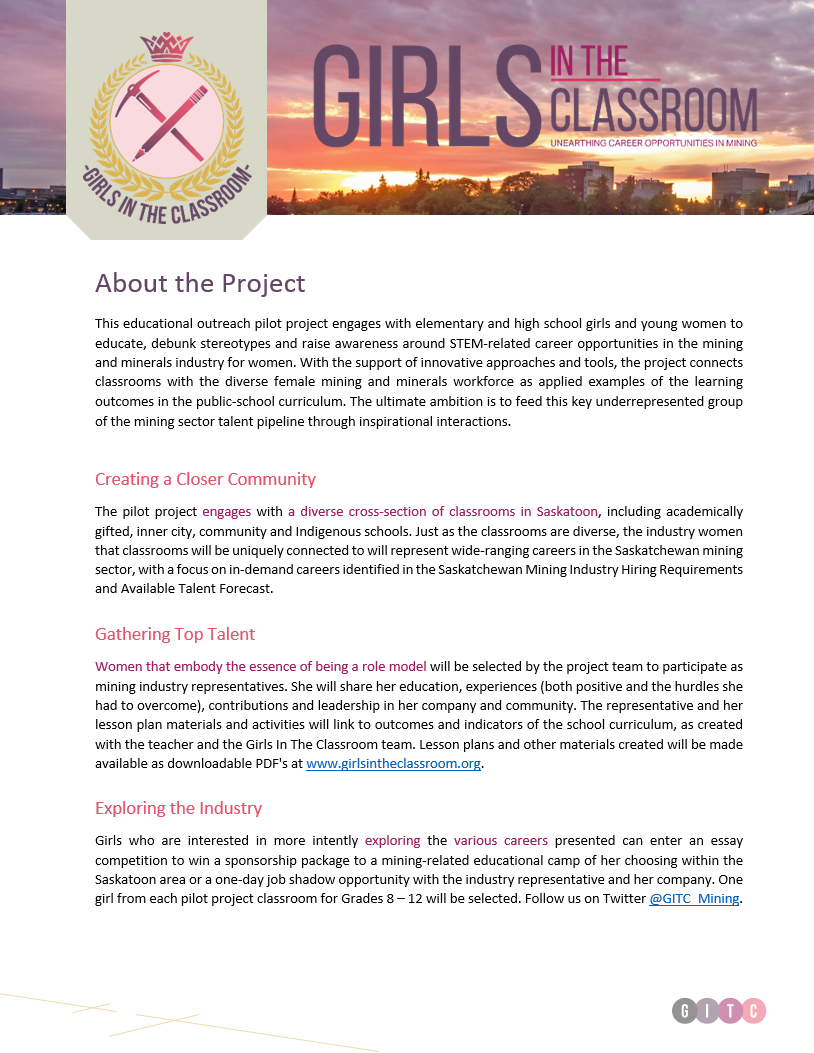 -GIRLS IN THE CLASSROOM-
GIRLS
IN THE
CLASSROOM
UNEARTHING CAREER OPPORTUNITIES IN MINING
About the Project
This educational outreach pilot project engages with elementary and high school girls and young women to
educate, debunk stereotypes and raise awareness around STEM-related career opportunities in the mining
and minerals industry for women. With the support of innovative approaches and tools, the project connects
classrooms with the diverse female mining and minerals workforce as applied examples of the learning
outcomes in the public-school curriculum. The ultimate ambition is to feed this key underrepresented group
of the mining sector talent pipeline through inspirational interactions.
Creating a Closer Community
The pilot project engages with a diverse cross-section of classrooms in Saskatoon, including academically
gifted, inner city, community and Indigenous schools. Just as the classrooms are diverse, the industry women
that classrooms will be uniquely connected to will represent wide-ranging careers in the Saskatchewan mining
sector, with a focus on in-demand careers identified in the Saskatchewan Mining Industry Hiring Requirements
and Available Talent Forecast.
Gathering Top Talent
Women that embody the essence of being a role model will be selected by the project team to participate as
mining industry representatives. She will share her education, experiences (both positive and the hurdles she
had to overcome), contributions and leadership in her company and community. The representative and her
lesson plan materials and activities will link to outcomes and indicators of the school curriculum, as created
with the teacher and the Girls In The Classroom team. Lesson plans and other materials created will be made
available as downloadable PDF's at www.girlsintheclassroom.org.
Exploring the Industry
Girls who are interested in more intently exploring the various careers presented can enter an essay
competition to win a sponsorship package to a mining-related educational camp of her choosing within the
Saskatoon area or a one-day job shadow opportunity with the industry representative and her company. One
girl from each pilot project classroom for Grades 8 – 12 will be selected. Follow us on Twitter @GITC_Mining.
G I T C